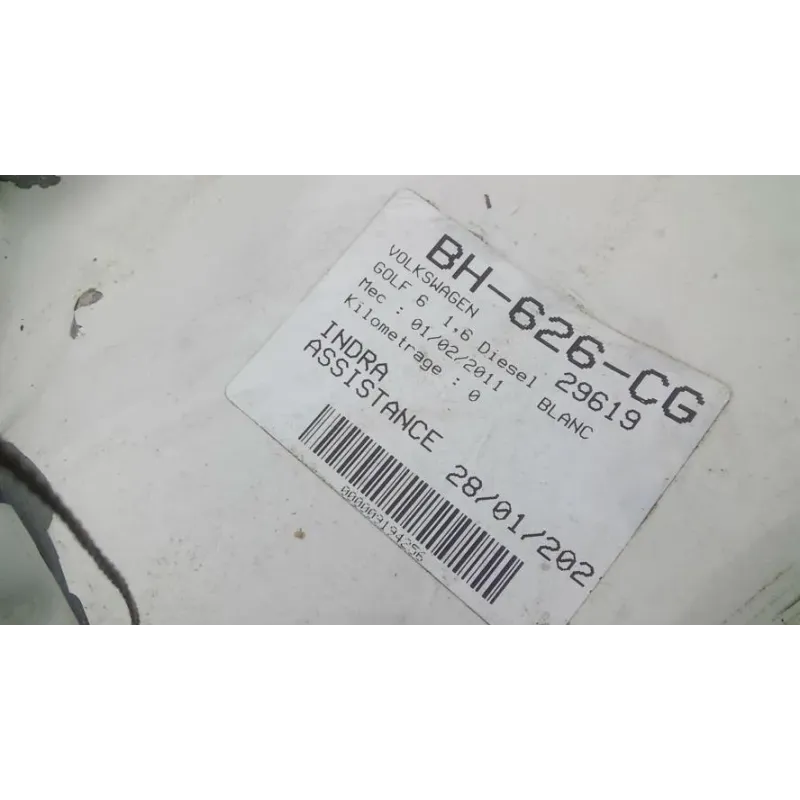 BH-626-CG
VOLKSWAGEN 29619
GOLF 6 1,6 Diesel BLANC
Mec : 01/02/2011
Kilometrage : 0
INDRA
ASSISTANCE 28/01/202
000009194256